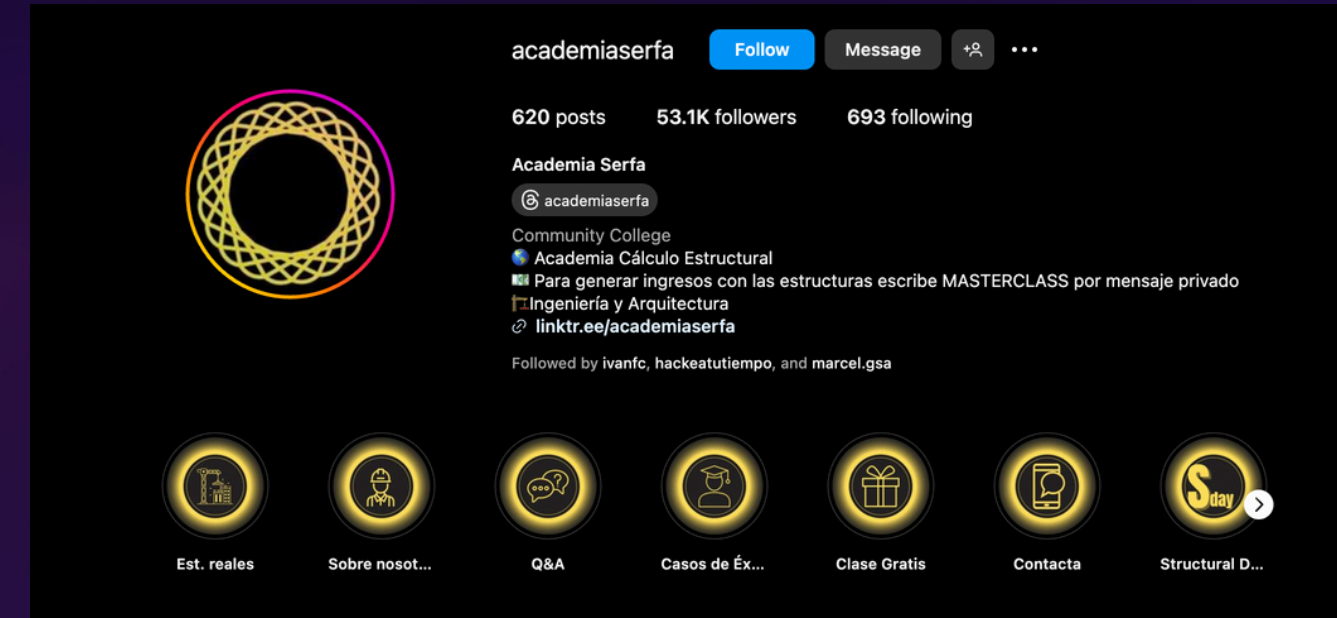 academiaserfa Follow Message
620 posts 53.1K followers 693 following
Academia Serfa
academiaserfa
Community College
🌎 Academia Cálculo Estructural
💵 Para generar ingresos con las estructuras escribe MASTERCLASS por mensaje privado
🏗️Ingeniería y Arquitectura
linktr.ee/academiaserfa
Followed by ivanfc, hackeatutiempo, and marcel.gsa
Sday
Est. reales Sobre nosot... Q&A Casos de Éx... Clase Gratis Contacta Structural D...